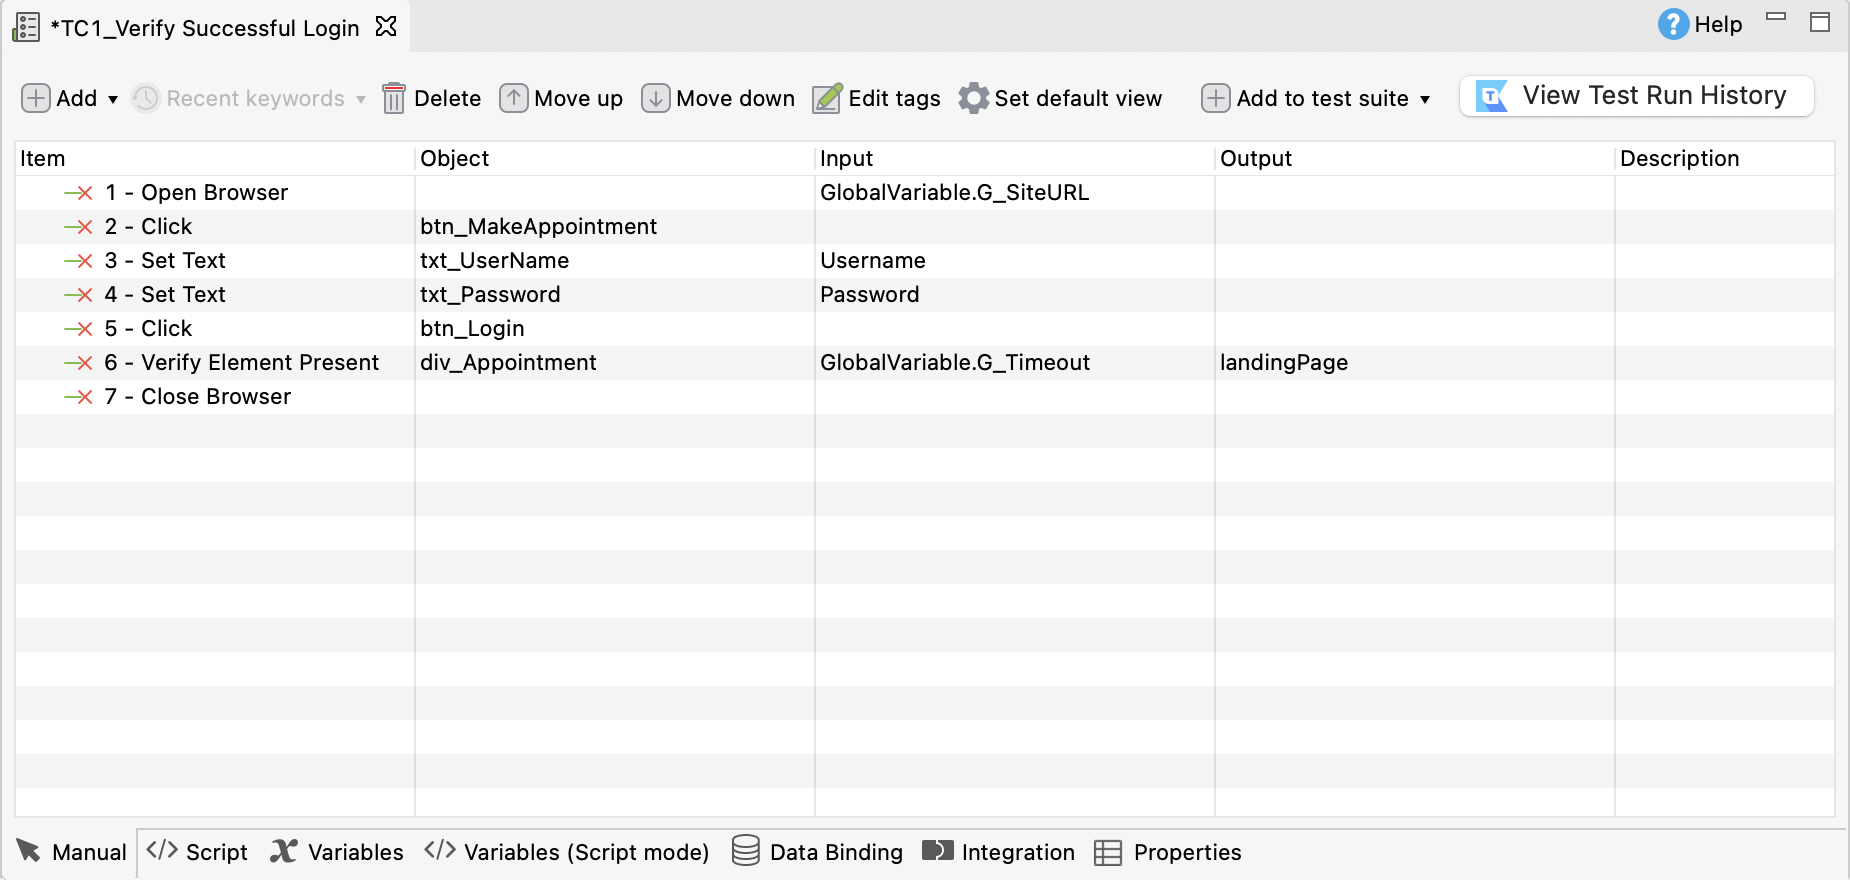 *TC1_Verify Successful Login
Help
Add Recent keywords Delete Move up Move down Edit tags Set default view Add to test suite View Test Run History
Item Object Input Output Description
1 - Open Browser GlobalVariable.G_SiteURL
2 - Click btn_MakeAppointment
3 - Set Text txt_UserName Username
4 - Set Text txt_Password Password
5 - Click btn_Login
6 - Verify Element Present div_Appointment GlobalVariable.G_Timeout landingPage
7 - Close Browser
Manual Script Variables Variables (Script mode) Data Binding Integration Properties